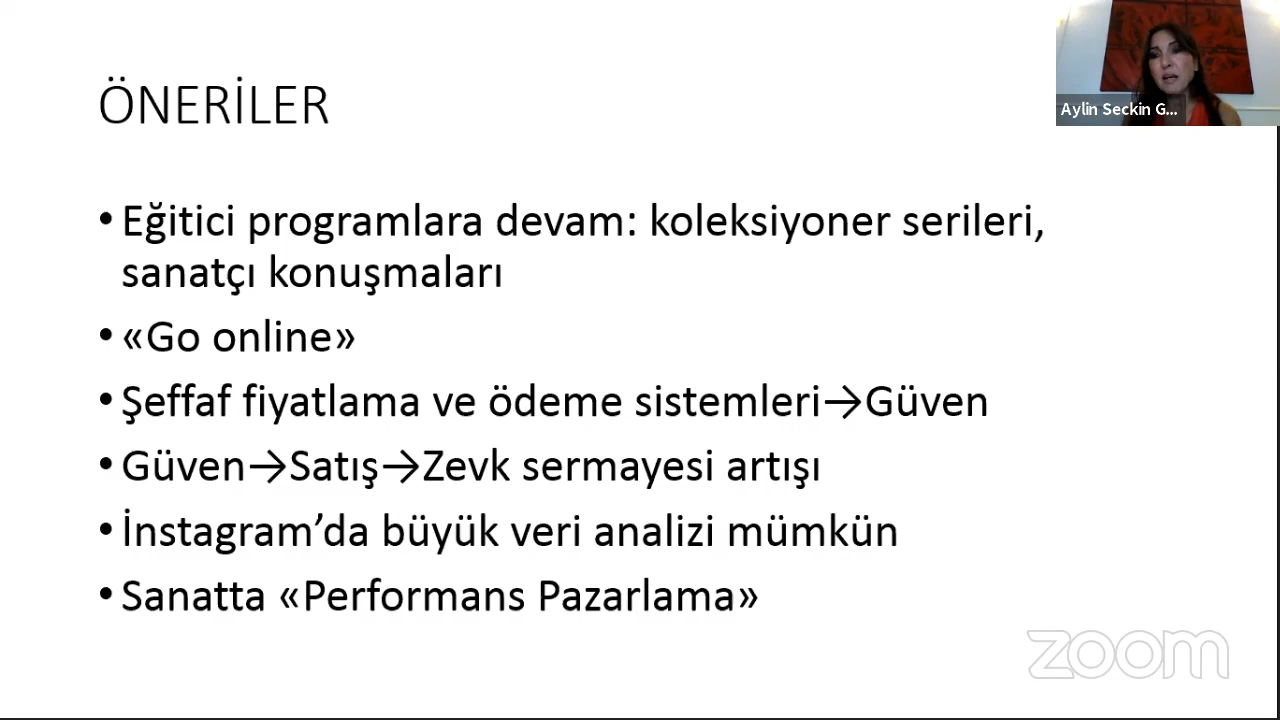 ÖNERİLER
Aylin Seckin G...
•Eğitici programlara devam: koleksiyoner serileri,
sanatçı konuşmaları
•«Go online»
•Şeffaf fiyatlama ve ödeme sistemleri→Güven
•Güven→Satış→Zevk sermayesi artışı
•İnstagram’da büyük veri analizi mümkün
•Sanatta «Performans Pazarlama»
zoom